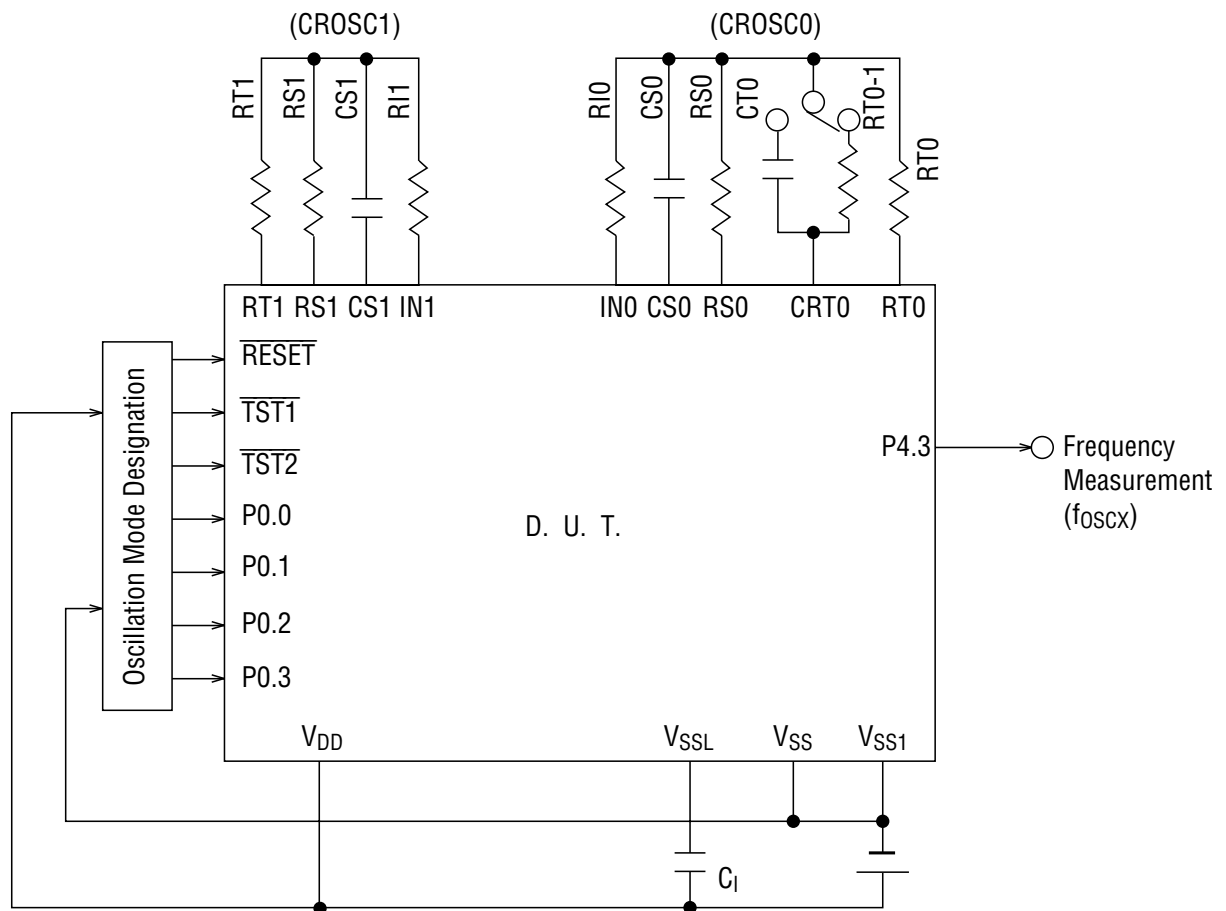 (CROSC1)
(CROSC0)
RT1
RS1
CS1
RI1
RI0
CS0
RS0
CT0
RT0-1
RT0
RT1 RS1 CS1 IN1
IN0 CS0 RS0 CRT0 RT0
Oscillation Mode Designation
RESET
TST1
TST2
P0.0
P0.1
P0.2
P0.3
D. U. T.
P4.3
Frequency
Measurement
(fOSCX)
VDD
VSSL
VSS
VSS1
CI